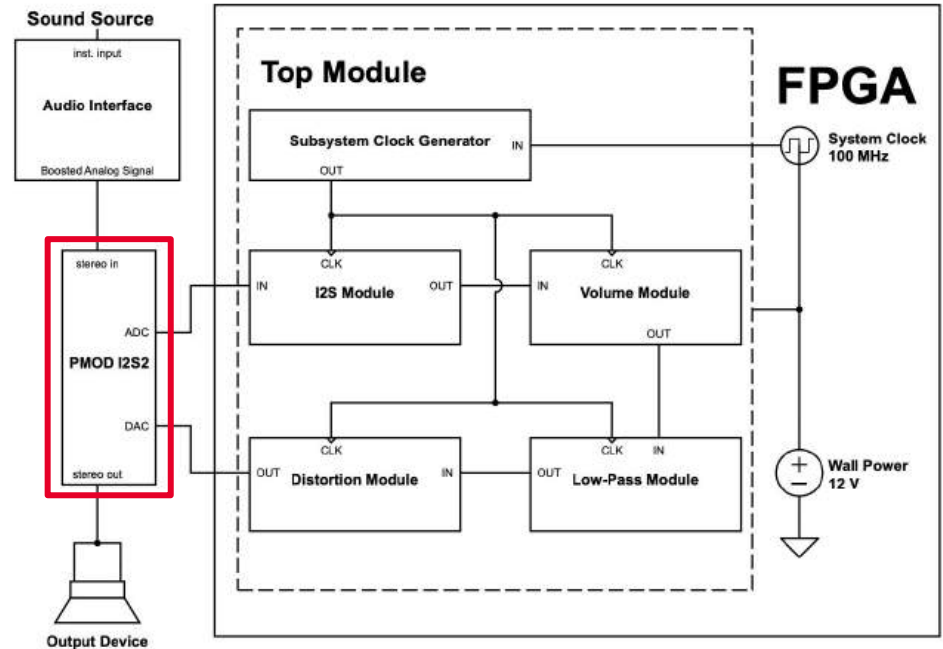 Sound Source
inst. input
Audio Interface
Boosted Analog Signal
stereo in
ADC
PMOD I2S2
DAC
stereo out
Output Device
FPGA
Top Module
Subsystem Clock Generator
IN
OUT
System Clock
100 MHz
CLK
IN
I2S Module
OUT
CLK
IN
Volume Module
OUT
CLK
OUT
Distortion Module
IN
CLK
IN
OUT
Low-Pass Module
Wall Power
12 V